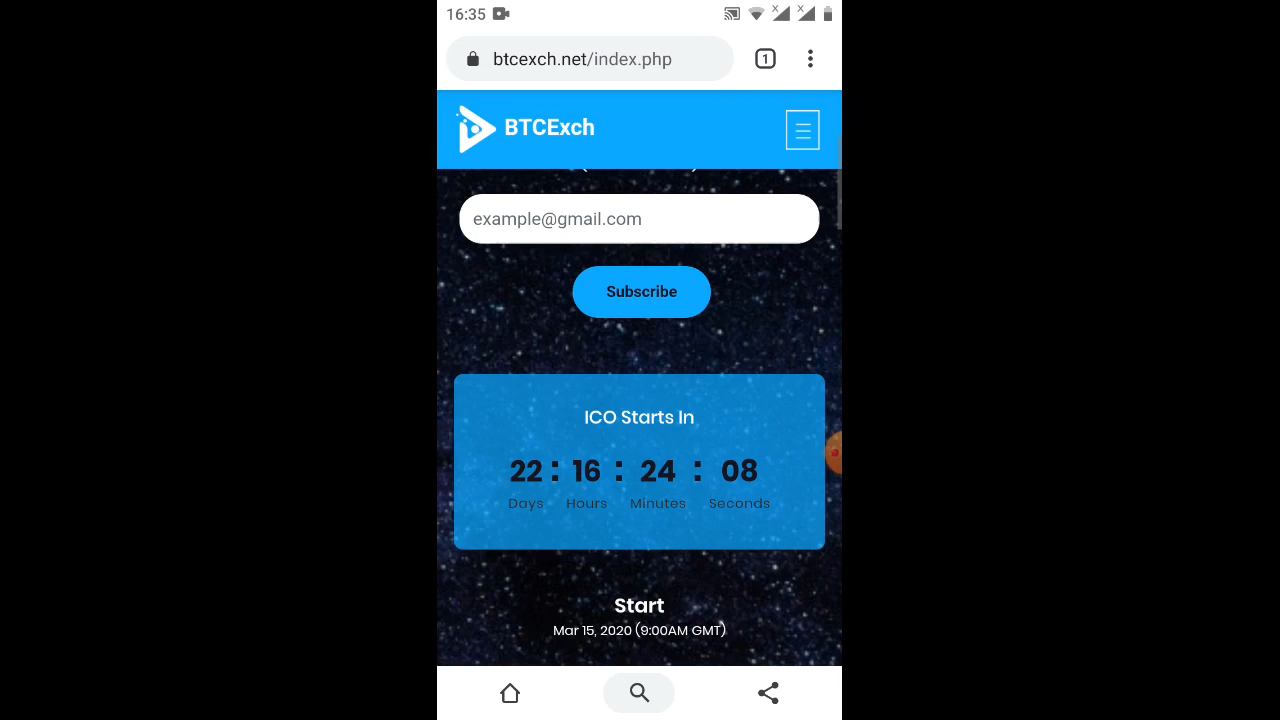 16:35
btcexch.net/index.php
1
BTCExch
example@gmail.com
Subscribe
ICO Starts In
22 : 16 : 24 : 08
Days Hours Minutes Seconds
Start
Mar 15, 2020 (9:00AM GMT)